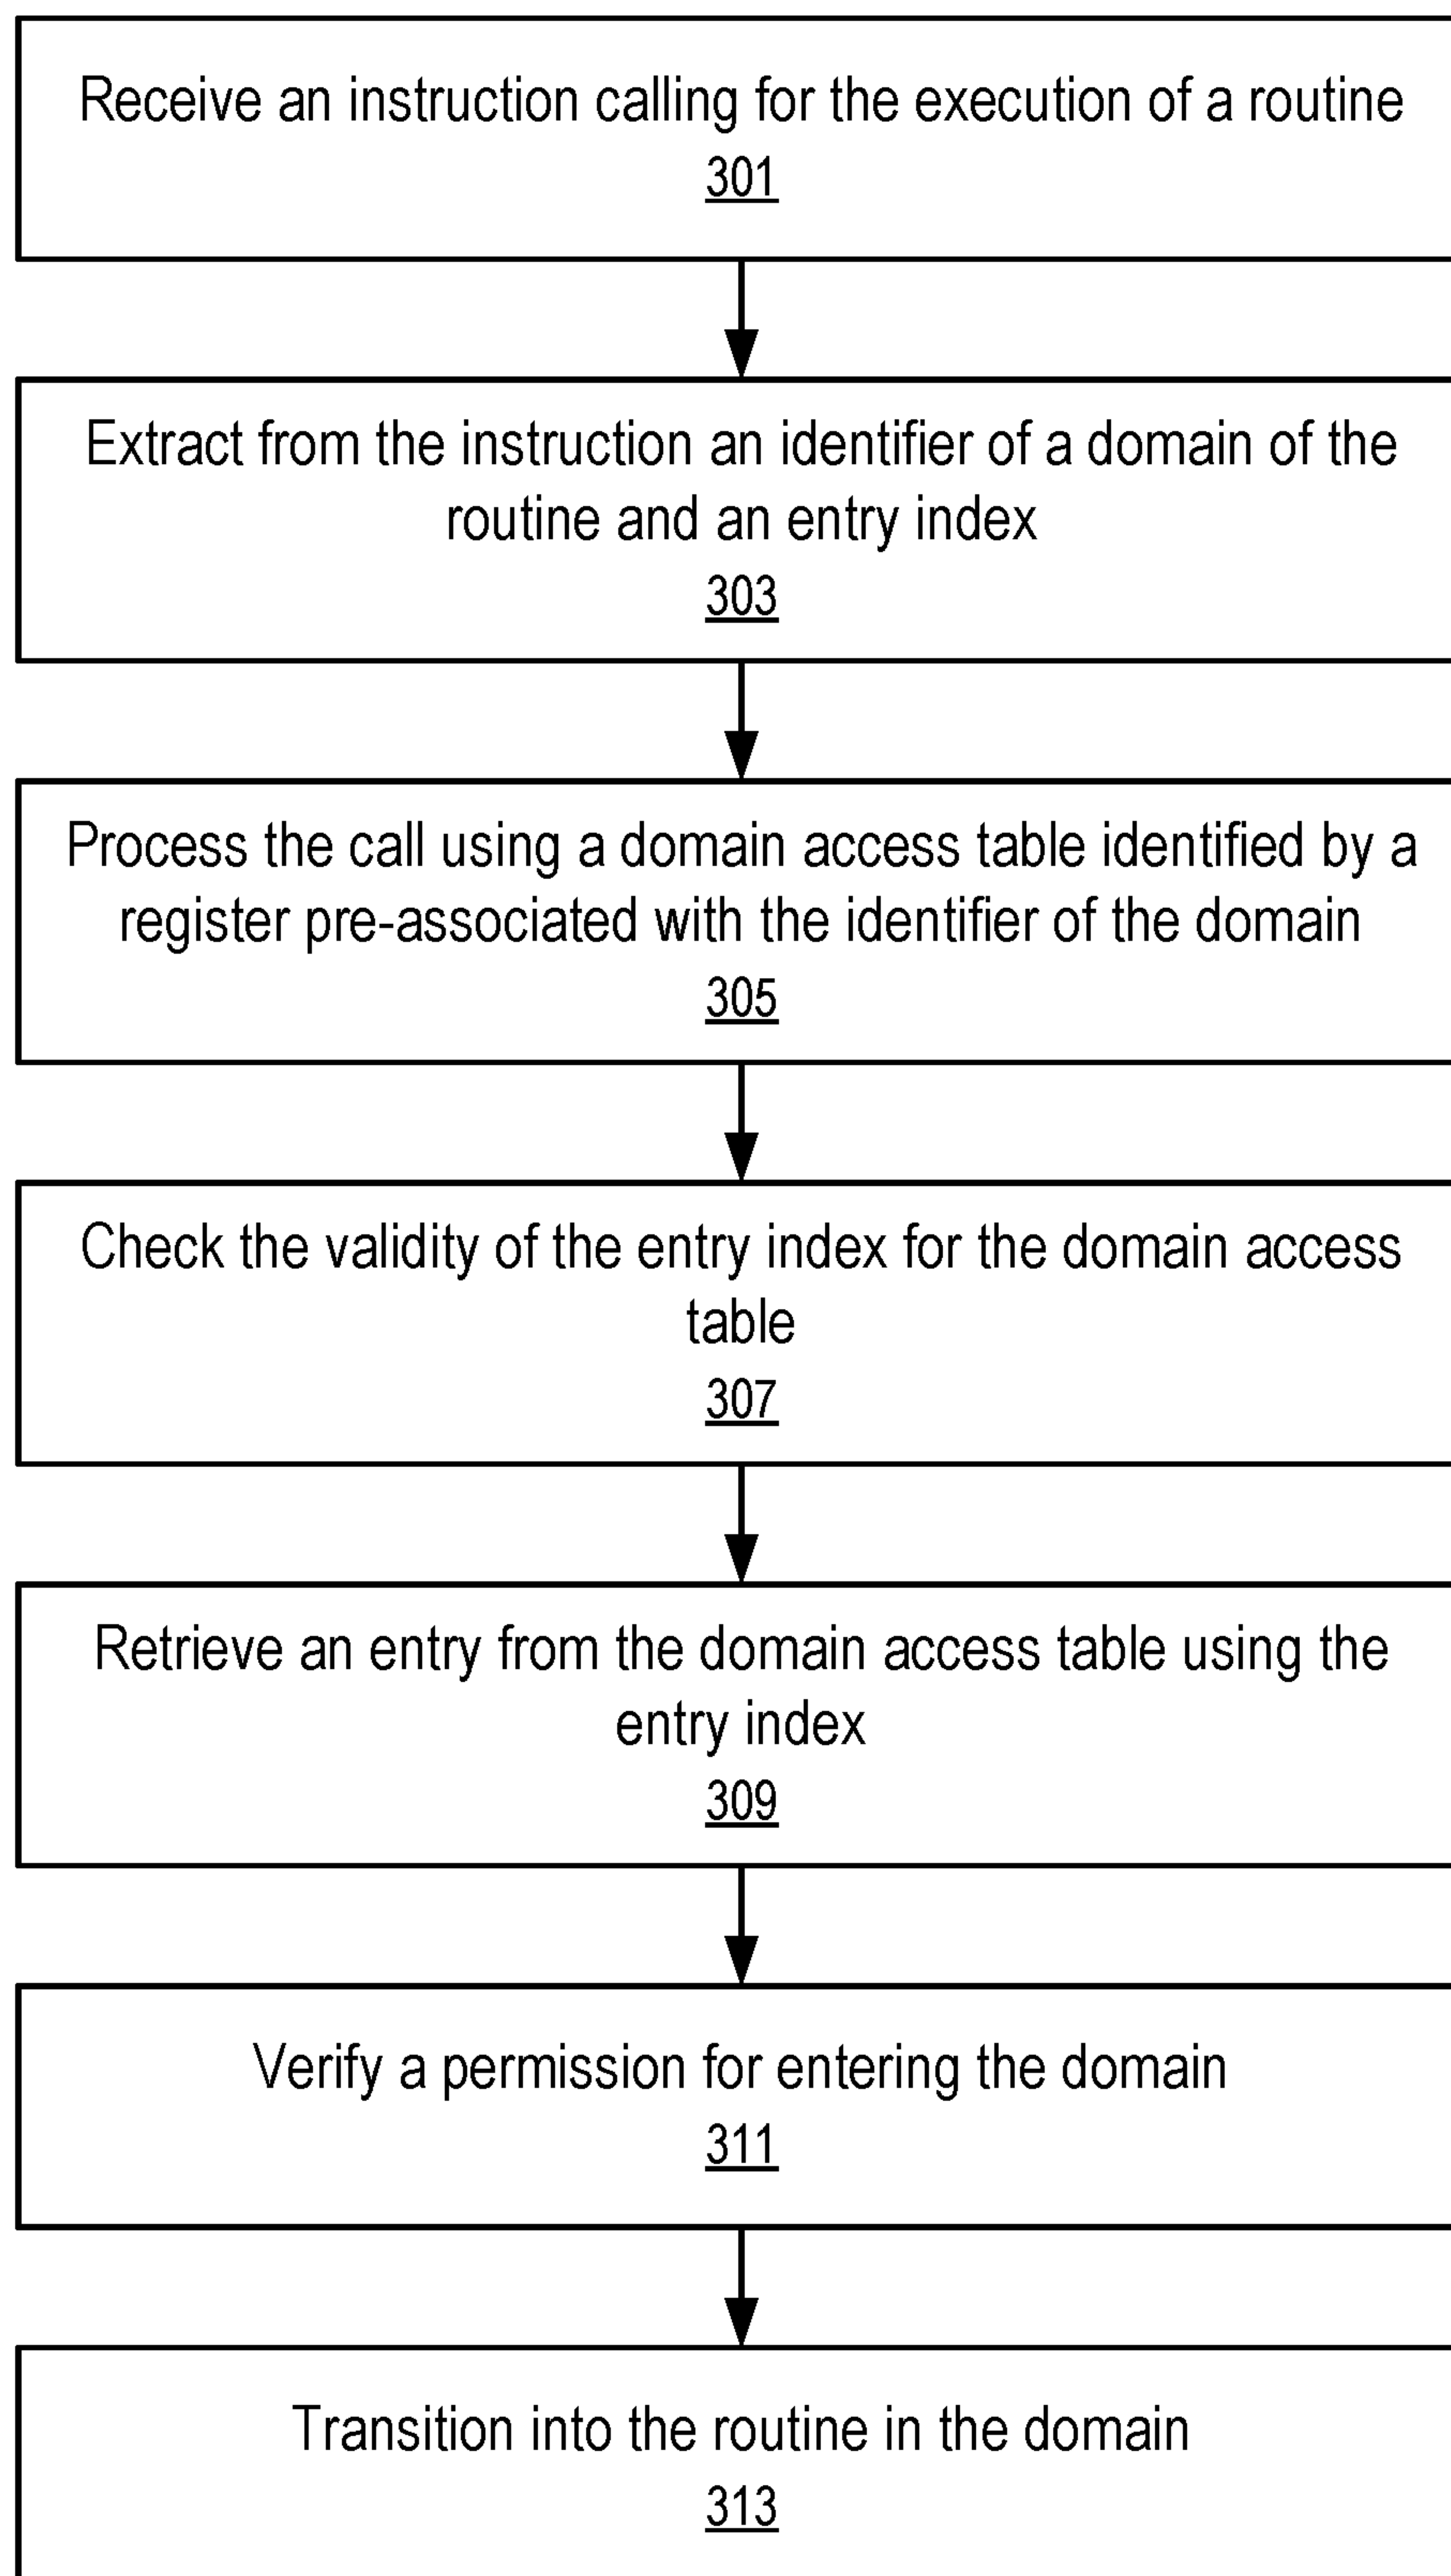 Receive an instruction calling for the execution of a routine
301
Extract from the instruction an identifier of a domain of the
routine and an entry index
303
Process the call using a domain access table identified by a
register pre-associated with the identifier of the domain
305
Check the validity of the entry index for the domain access
table
307
Retrieve an entry from the domain access table using the
entry index
309
Verify a permission for entering the domain
311
Transition into the routine in the domain
313